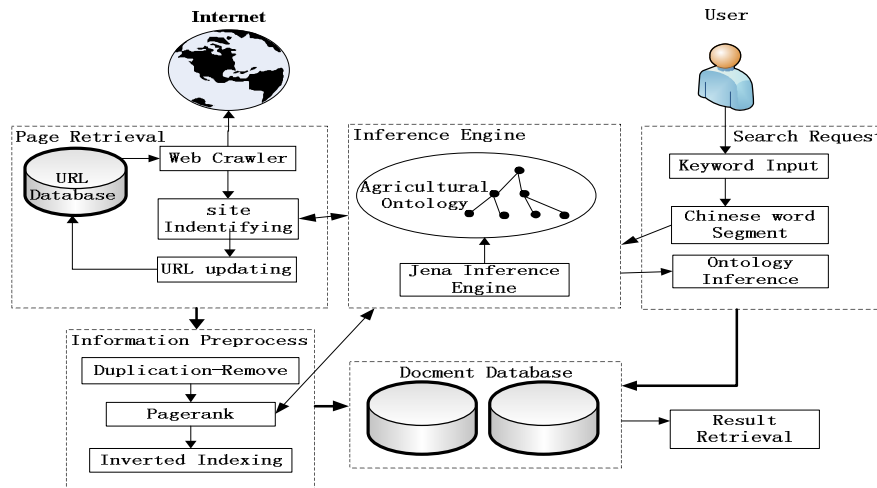 Internet
User
Page Retrieval
URL
Database
Web Crawler
site
Indentifying
URL updating
Inference Engine
Agricultural
Ontology
Jena Inference
Engine
Search Request
Keyword Input
Chinese word
Segment
Ontology
Inference
Information Preprocess
Duplication-Remove
Pagerank
Inverted Indexing
Docment Database
Result
Retrieval